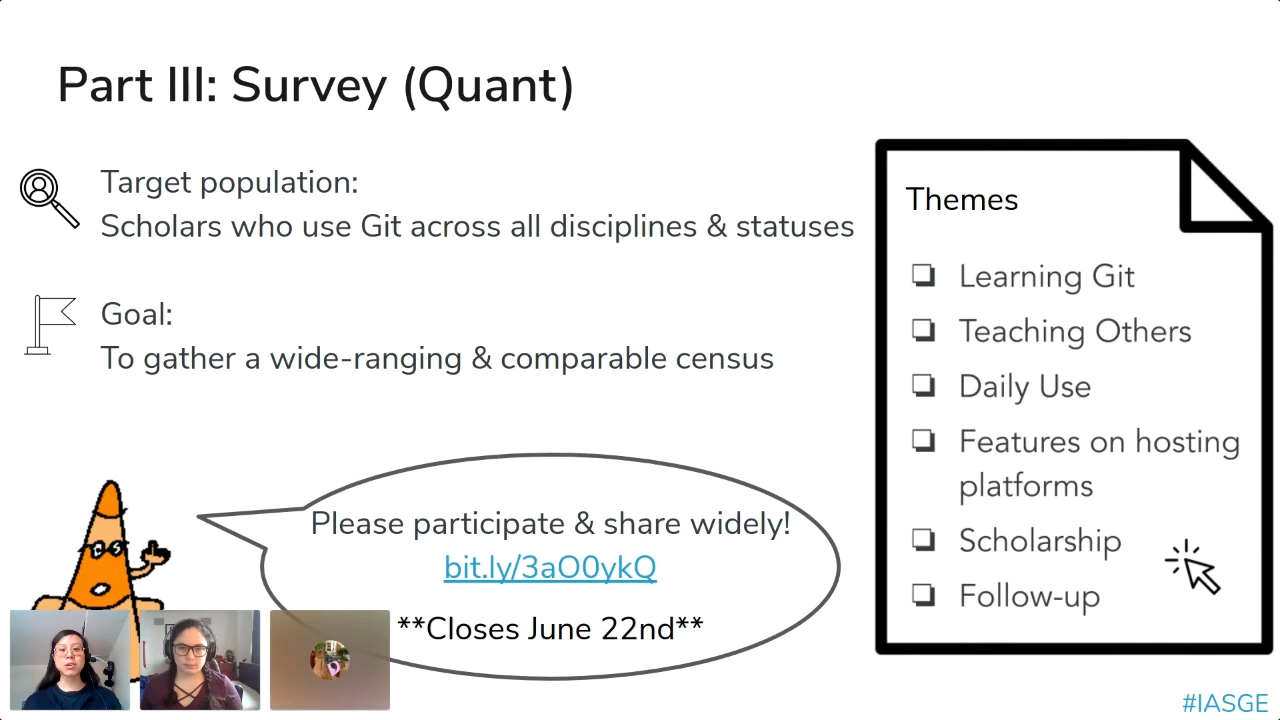 Part III: Survey (Quant)
Target population:
Scholars who use Git across all disciplines & statuses
Goal:
To gather a wide-ranging & comparable census
Please participate & share widely!
bit.ly/3aO0ykQ
**Closes June 22nd**
Themes
Learning Git
Teaching Others
Daily Use
Features on hosting
platforms
Scholarship
Follow-up
#IASGE